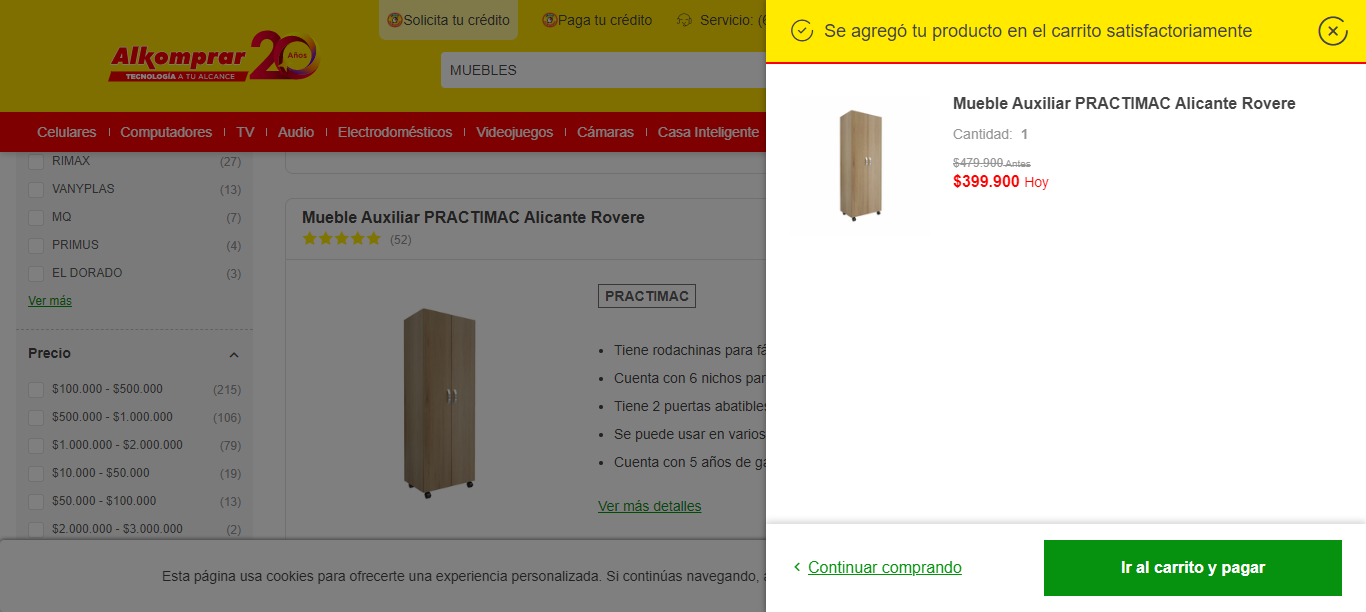 Solicita tu crédito
Paga tu crédito
Servicio: (6
Alkomprar 20 Años
TECNOLOGÍA A TU ALCANCE
MUEBLES
Celulares
Computadores
TV
Audio
Electrodomésticos
Videojuegos
Cámaras
Casa Inteligente
RIMAX (27)
VANYPLAS (13)
MQ (7)
PRIMUS (4)
EL DORADO (3)
Ver más
Precio
$100.000 - $500.000 (215)
$500.000 - $1.000.000 (106)
$1.000.000 - $2.000.000 (79)
$10.000 - $50.000 (19)
$50.000 - $100.000 (13)
$2.000.000 - $3.000.000 (2)
Mueble Auxiliar PRACTIMAC Alicante Rovere
(52)
PRACTIMAC
Tiene rodachinas para fá
Cuenta con 6 nichos par
Tiene 2 puertas abatibles
Se puede usar en varios
Cuenta con 5 años de ga
Ver más detalles
Esta página usa cookies para ofrecerte una experiencia personalizada. Si continúas navegando, a
Se agregó tu producto en el carrito satisfactoriamente
Mueble Auxiliar PRACTIMAC Alicante Rovere
Cantidad: 1
$479.900 Antes
$399.900 Hoy
Continuar comprando
Ir al carrito y pagar